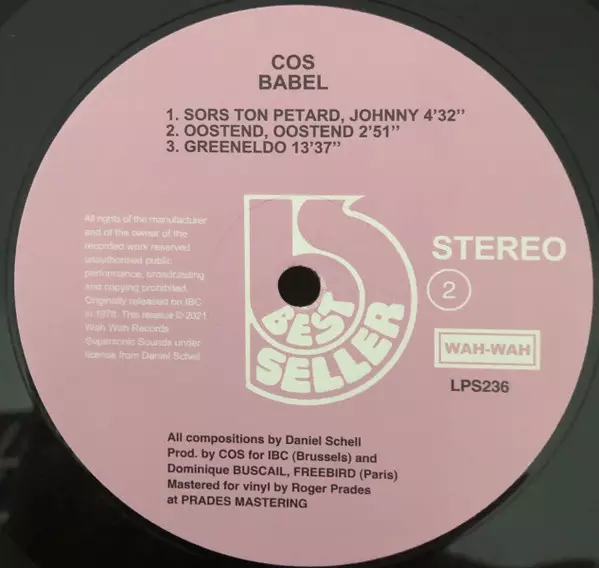 COS
BABEL
1. SORS TON PETARD, JOHNNY 4'32"
2. OOSTEND, OOSTEND 2'51"
3. GREENELDO 13'37"
All rights of the manufacturer
and of the owner of the
recorded work reserved
unauthorised public
performance, broadcasting
and copying prohibited.
Originally released on IBC
in 1978. This reissue © 2021
Wah Wah Records
Supersonic Sounds under
license from Daniel Schell
BEST
SELLER
STEREO
2
WAH-WAH
LPS236
All compositions by Daniel Schell
Prod. by COS for IBC (Brussels) and
Dominique BUSCAIL, FREEBIRD (Paris)
Mastered for vinyl by Roger Prades
at PRADES MASTERING